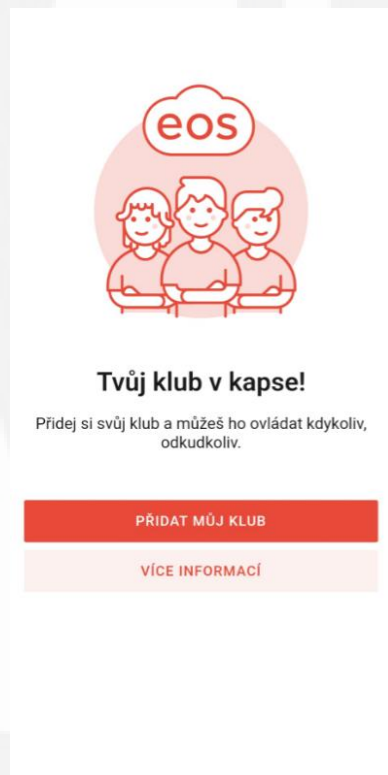 eos
Tvůj klub v kapse!
Přidej si svůj klub a můžeš ho ovládat kdykoliv,
odkudkoliv.
PŘIDAT MŮJ KLUB
VÍCE INFORMACÍ